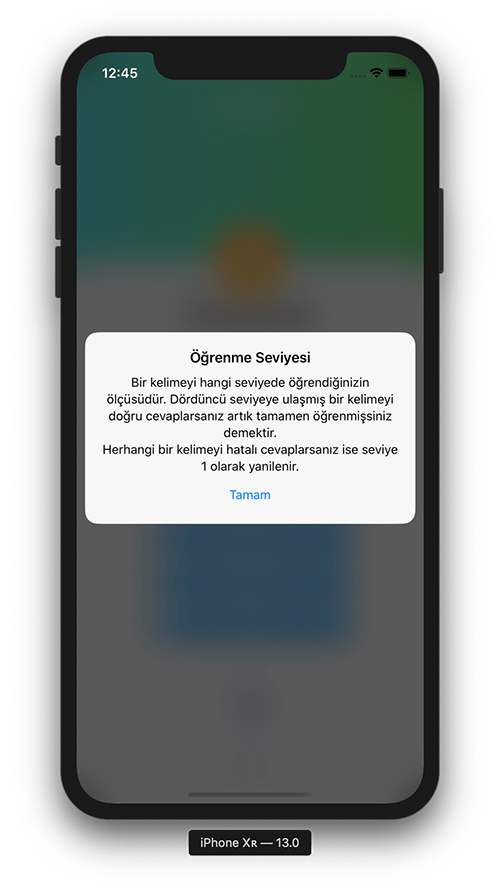 12:45
Öğrenme Seviyesi
Bir kelimeyi hangi seviyede öğrendiğinizin
ölçüsüdür. Dördüncü seviyeye ulaşmış bir kelimeyi
doğru cevaplarsanız artık tamamen öğrenmişsiniz
demektir.
Herhangi bir kelimeyi hatalı cevaplarsanız ise seviye
1 olarak yanilenir.
Tamam
iPhone Xʀ — 13.0